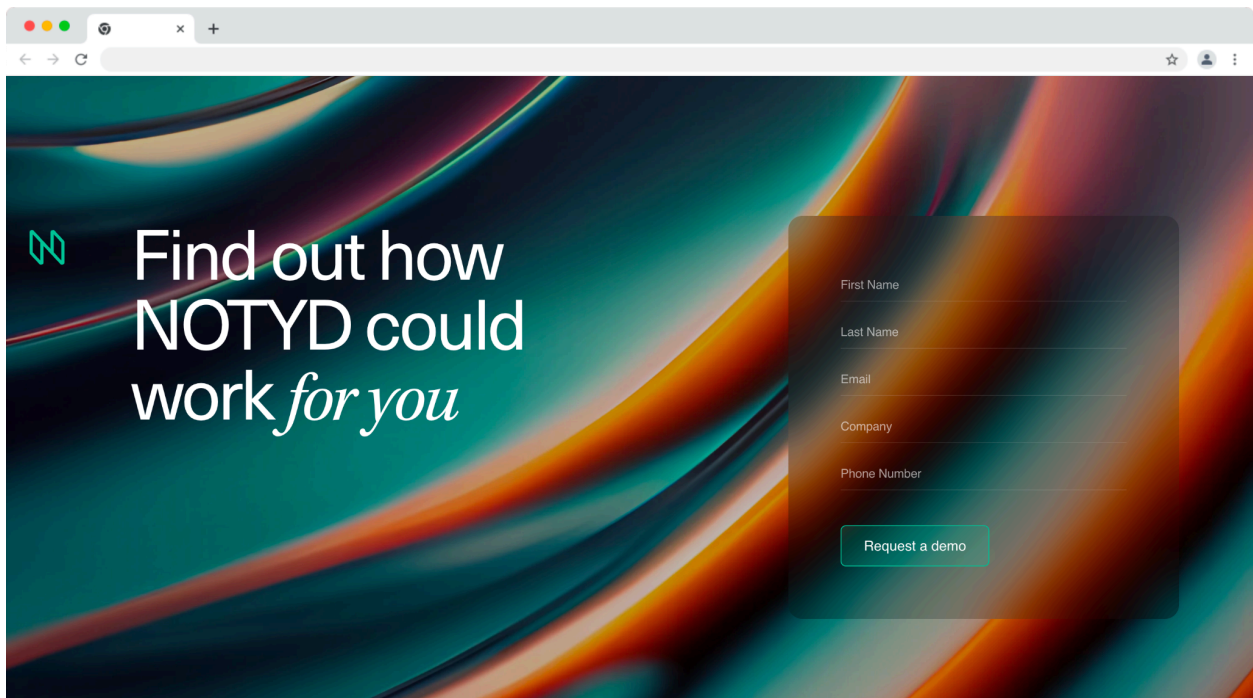 Find out how
NOTYD could
work for you
First Name
Last Name
Email
Company
Phone Number
Request a demo